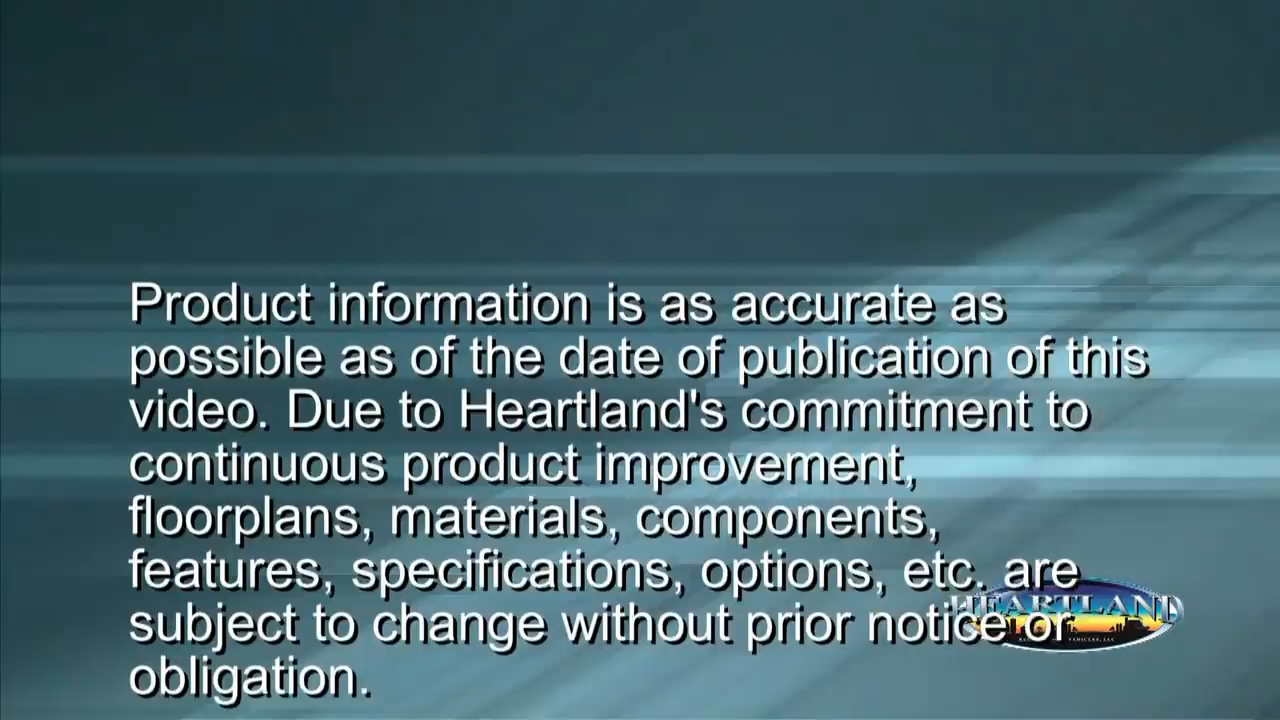 Product information is as accurate as
possible as of the date of publication of this
video. Due to Heartland's commitment to
continuous product improvement,
floorplans, materials, components,
features, specifications, options, etc. are
subject to change without prior notice or
obligation.
HEARTLAND
VEHICLES, LLC